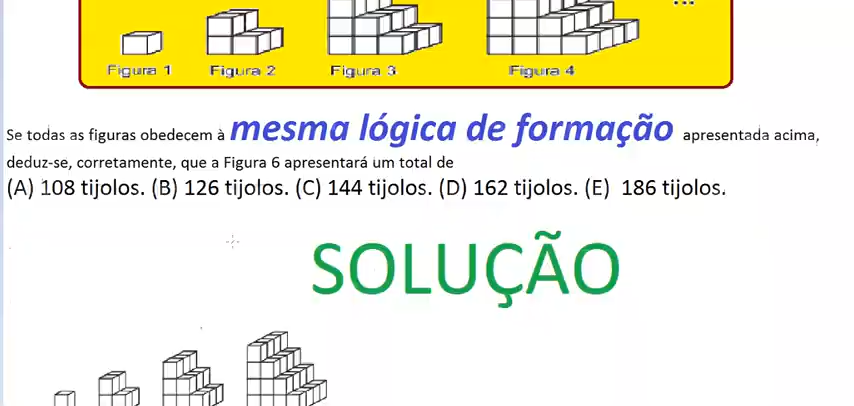 ...
Figura 1 Figura 2 Figura 3 Figura 4
Se todas as figuras obedecem à mesma lógica de formação apresentada acima,
deduz-se, corretamente, que a Figura 6 apresentará um total de
(A) 108 tijolos. (B) 126 tijolos. (C) 144 tijolos. (D) 162 tijolos. (E) 186 tijolos.
SOLUÇÃO